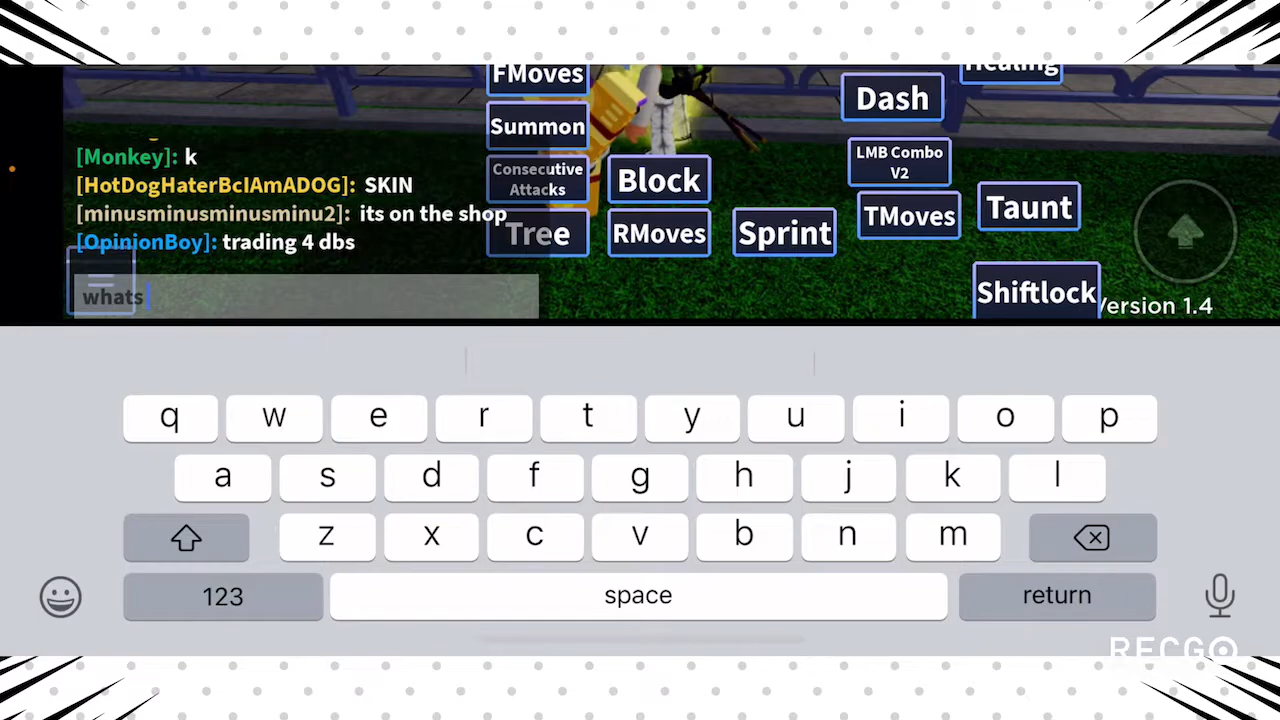 FMoves
Healing
Dash
Summon
LMB Combo
V2
[Monkey]: k
Consecutive
Attacks
Block
[HotDogHaterBcIAmADOG]: SKIN
[minusminusminusminu2]: its on the shop
TMoves
Taunt
[OpinionBoy]: trading 4 dbs
Tree
RMoves
Sprint
whats
Shiftlock
Version 1.4
q w e r t y u i o p
a s d f g h j k l
z x c v b n m
123
space
return
RECGO